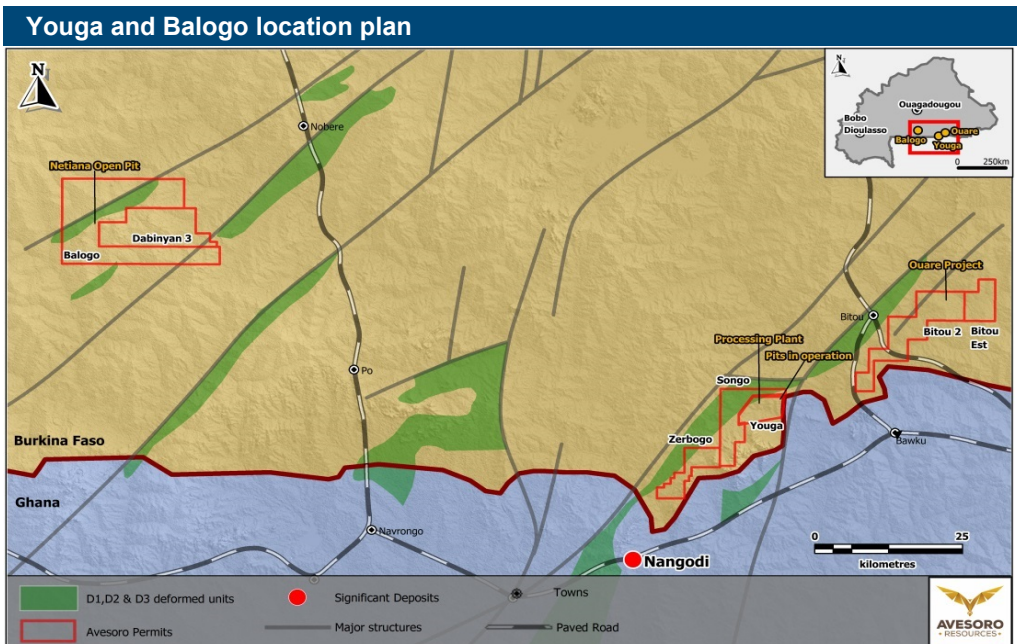 Youga and Balogo location plan
N
N
Ouagadougou
Bobo
Dioulasso
Balogo
Ouare
Youga
0 250km
Nobere
Netiana Open Pit
Dabinyan 3
Balogo
Ouare Project
Bitou
Bitou 2
Bitou
Est
Processing Plant
Pits in operation
Po
Songo
Youga
Zerbogo
Bawku
Burkina Faso
Ghana
Navrongo
0 25
kilometres
Nangodi
D1,D2 & D3 deformed units
Significant Deposits
Towns
Avesoro Permits
Major structures
Paved Road
AVESORO
RESOURCES